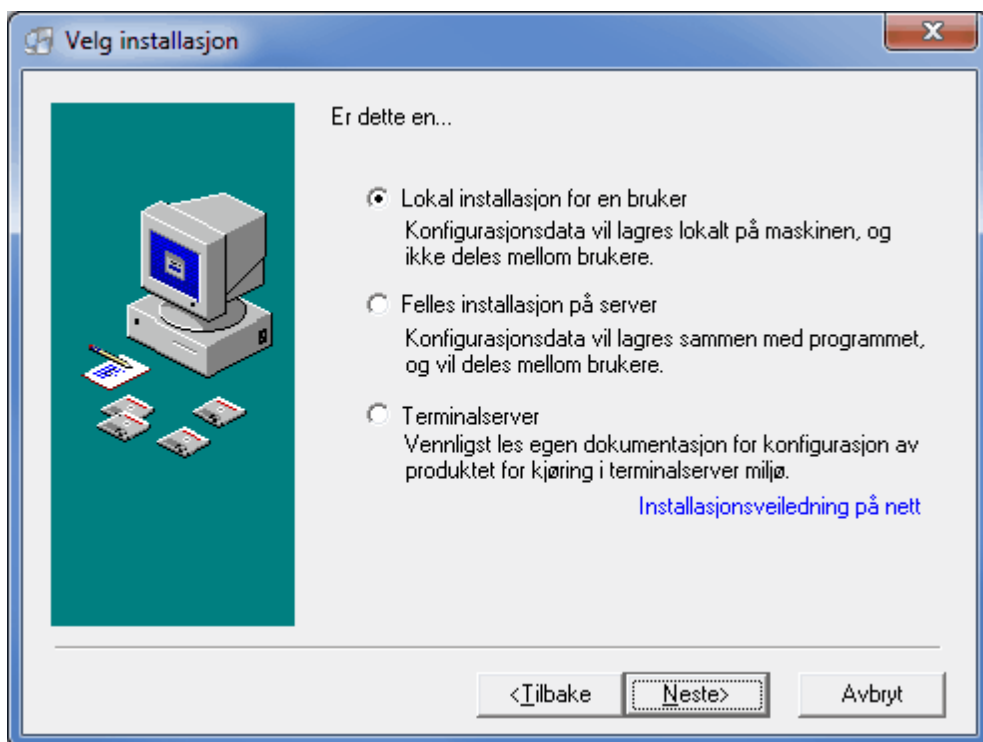 Velg installasjon
Er dette en...
Lokal installasjon for en bruker
Konfigurasjonsdata vil lagres lokalt på maskinen, og
ikke deles mellom brukere.
Felles installasjon på server
Konfigurasjonsdata vil lagres sammen med programmet,
og vil deles mellom brukere.
Terminalserver
Vennligst les egen dokumentasjon for konfigurasjon av
produktet for kjøring i terminalserver miljø.
Installasjonsveiledning på nett
<Tilbake
Neste>
Avbryt